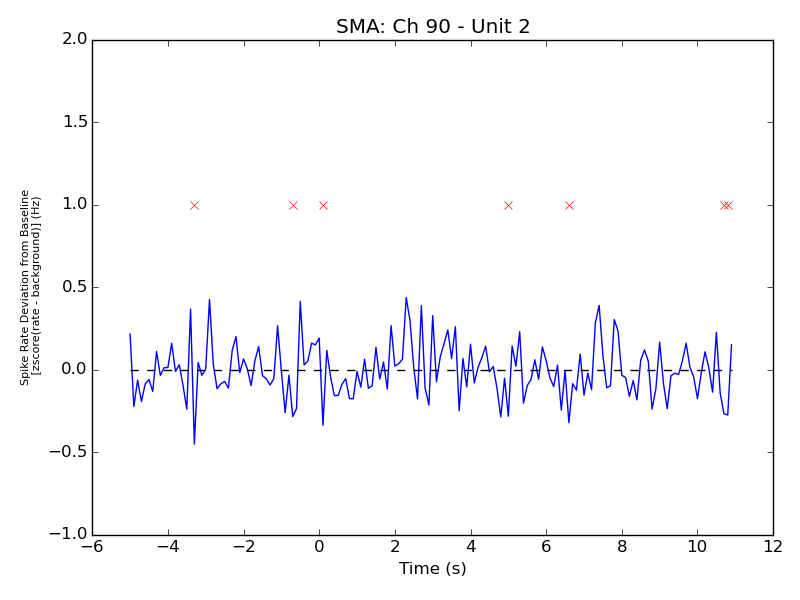 SMA: Ch 90 - Unit 2
2.0
1.5
1.0
0.5
0.0
−0.5
−1.0
Spike Rate Deviation from Baseline
[zscore(rate - background)] (Hz)
−6 −4 −2 0 2 4 6 8 10 12
Time (s)